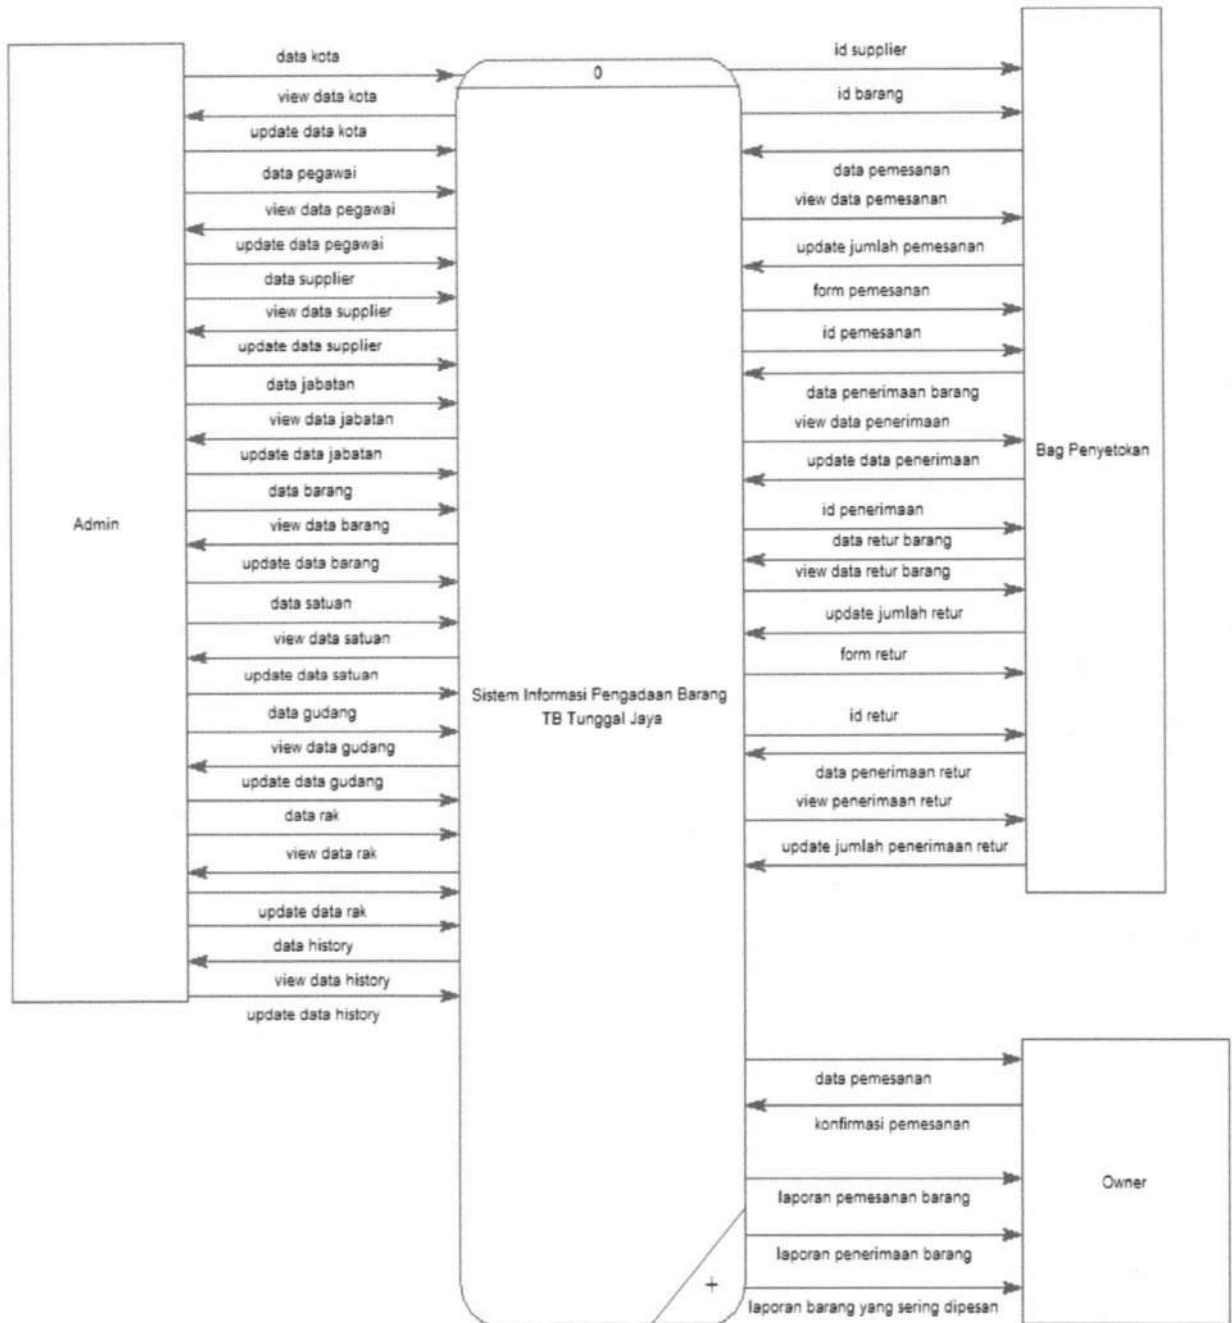 data kota
view data kota
update data kota
data pegawai
view data pegawai
update data pegawai
data supplier
view data supplier
update data supplier
data jabatan
view data jabatan
update data jabatan
data barang
Admin
view data barang
update data barang
data satuan
view data satuan
update data satuan
data gudang
view data gudang
update data gudang
data rak
view data rak
update data rak
data history
view data history
update data history
0
Sistem Informasi Pengadaan Barang
TB Tunggal Jaya
+
id supplier
id barang
data pemesanan
view data pemesanan
update jumlah pemesanan
form pemesanan
id pemesanan
data penerimaan barang
view data penerimaan
Bag Penyetokan
update data penerimaan
id penerimaan
data retur barang
view data retur barang
update jumlah retur
form retur
id retur
data penerimaan retur
view penerimaan retur
update jumlah penerimaan retur
data pemesanan
konfirmasi pemesanan
Owner
laporan pemesanan barang
laporan penerimaan barang
laporan barang yang sering dipesan